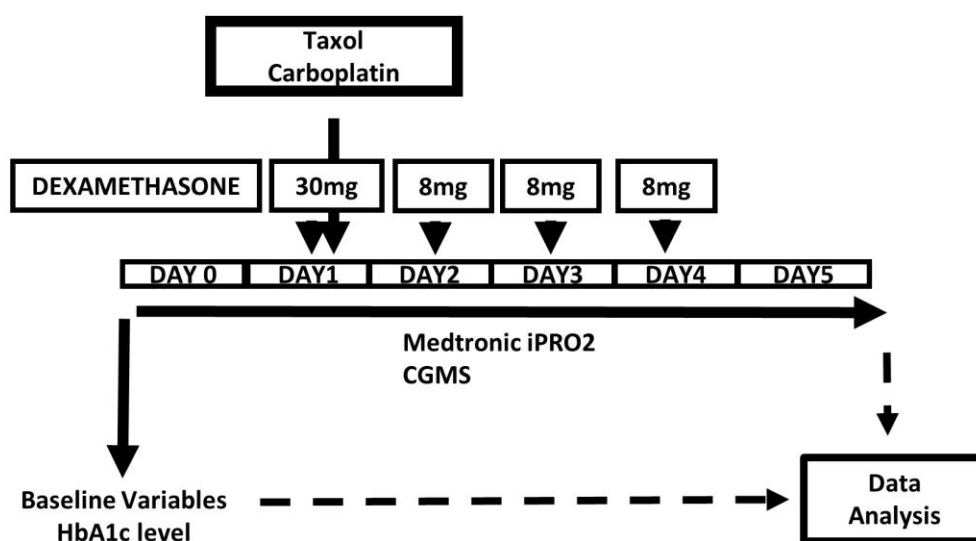 Taxol
Carboplatin
DEXAMETHASONE 30mg 8mg 8mg 8mg
DAY 0 DAY1 DAY2 DAY3 DAY4 DAY5
Medtronic iPRO2
CGMS
Baseline Variables
HbA1c level
Data
Analysis